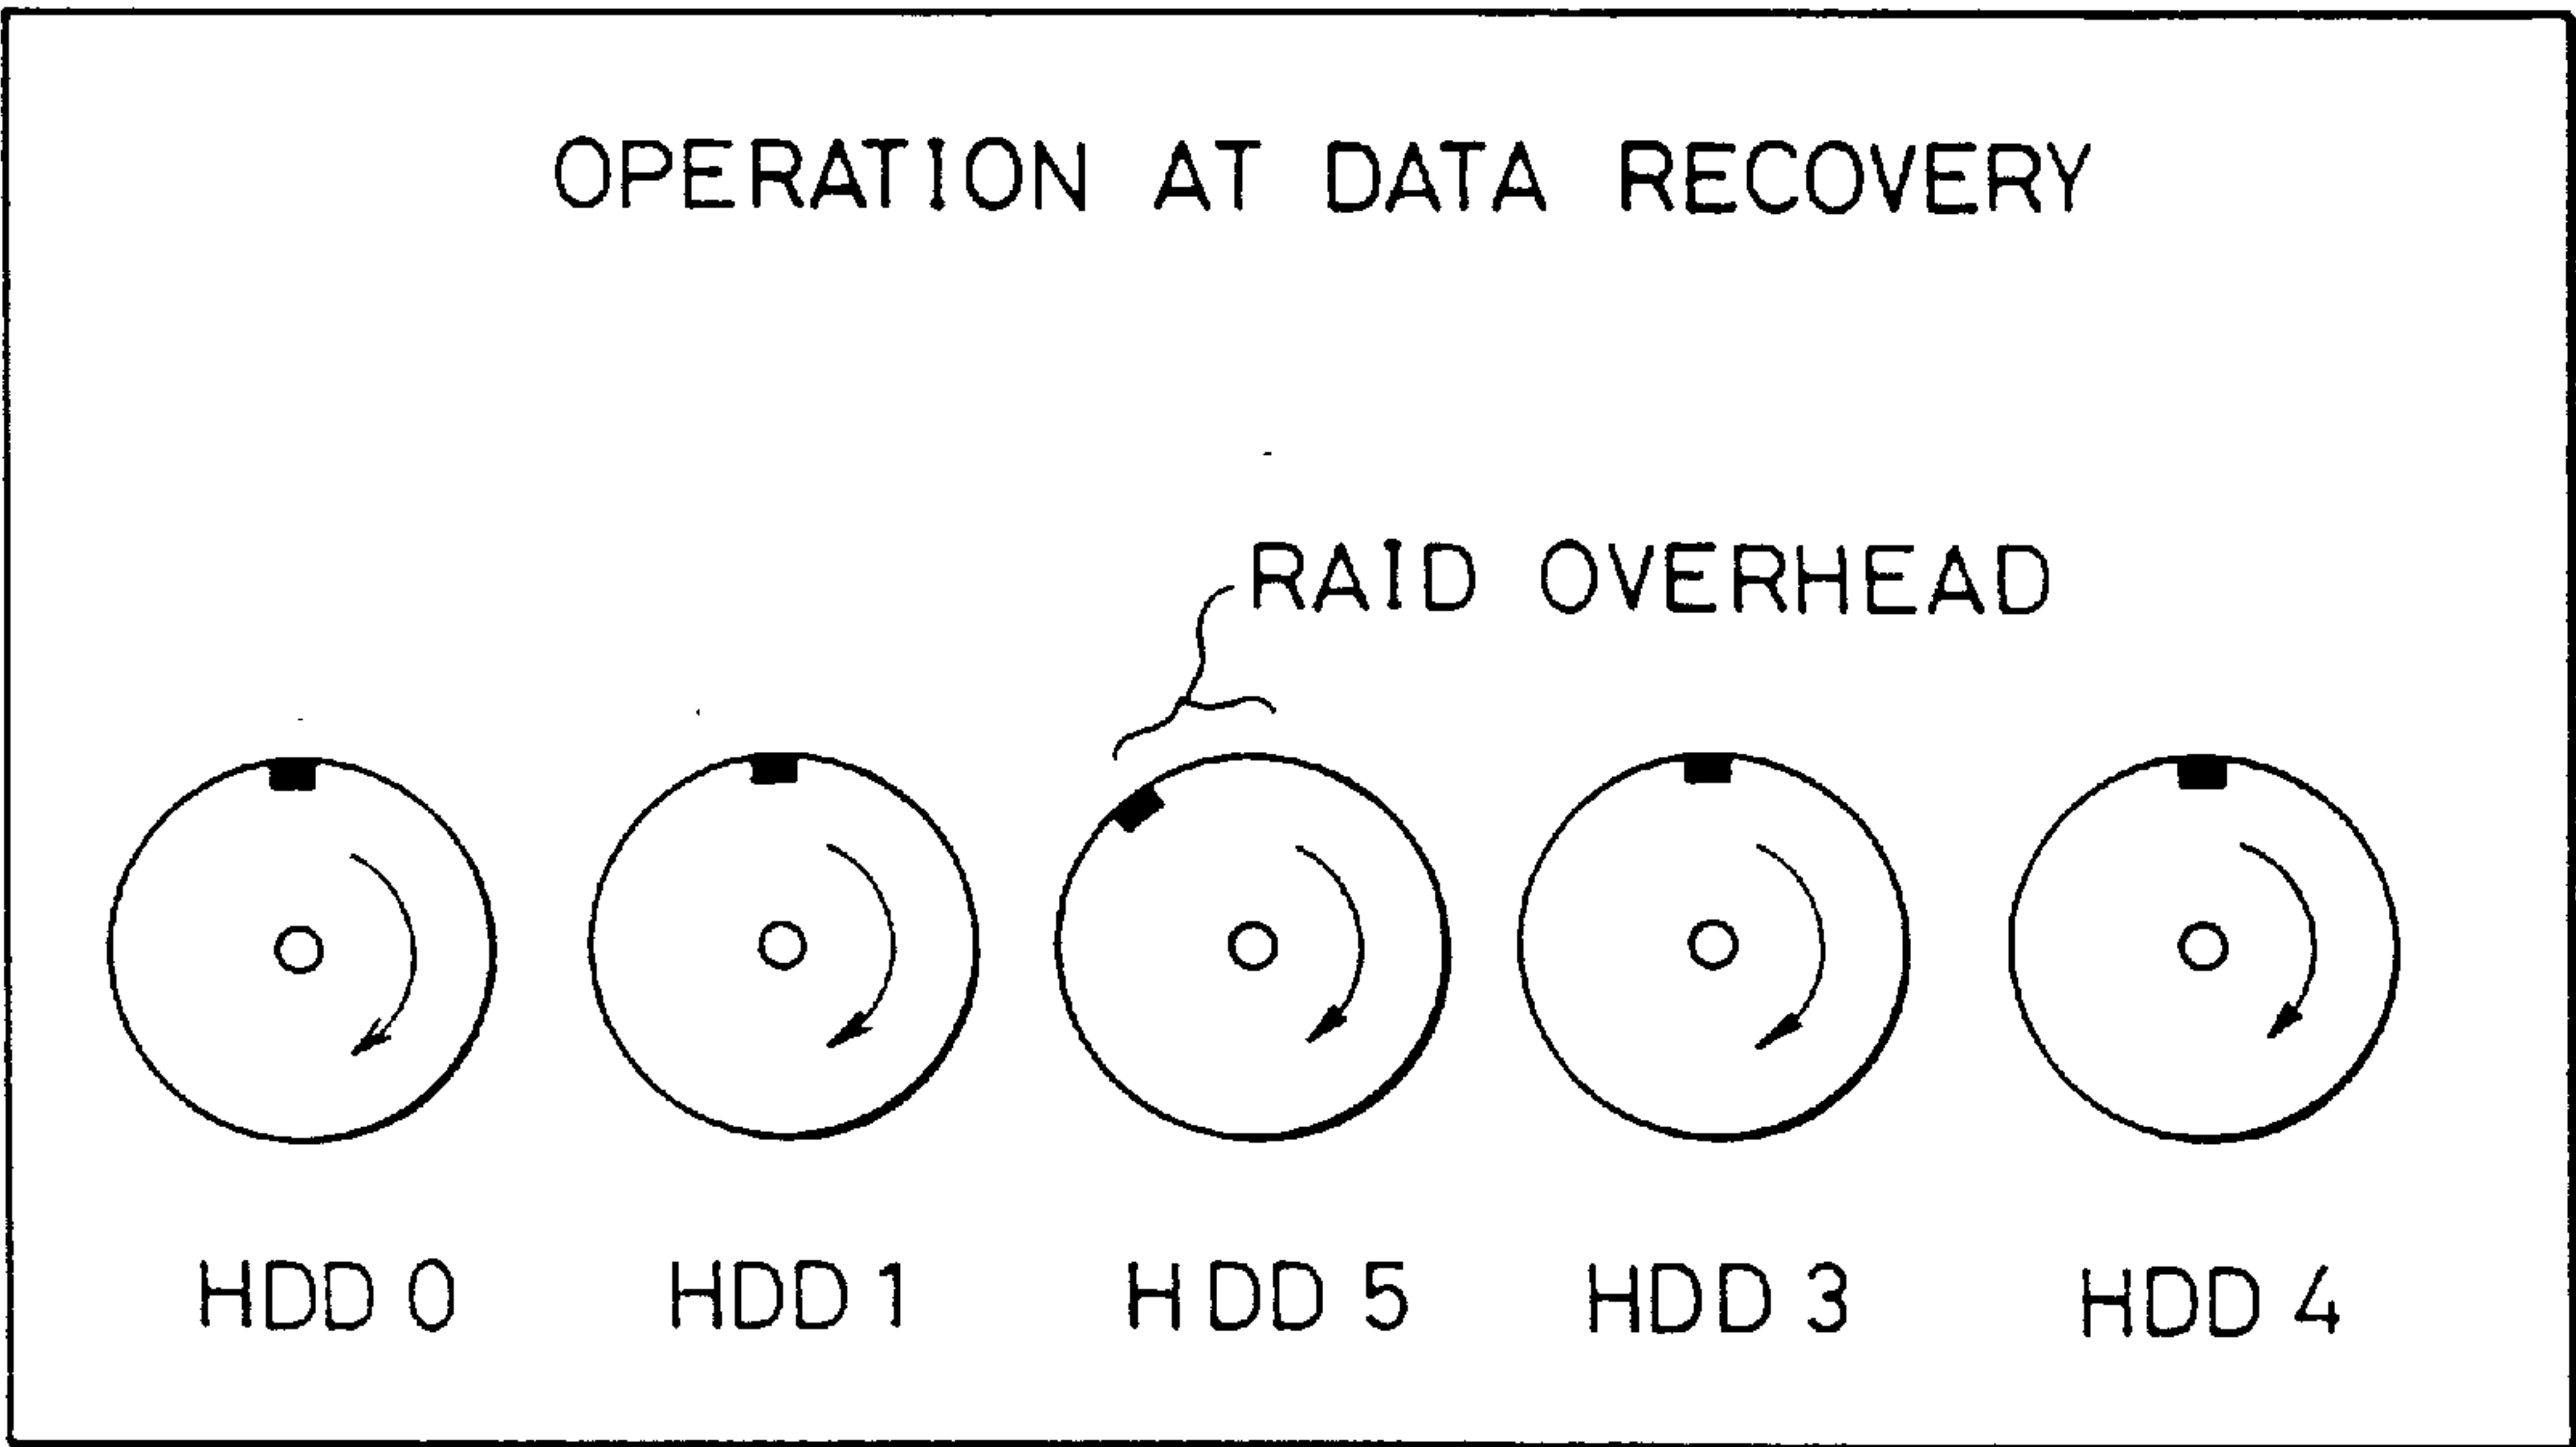 OPERATION AT DATA RECOVERY
RAID OVERHEAD
HDD 0 HDD 1 HDD 5 HDD 3 HDD 4